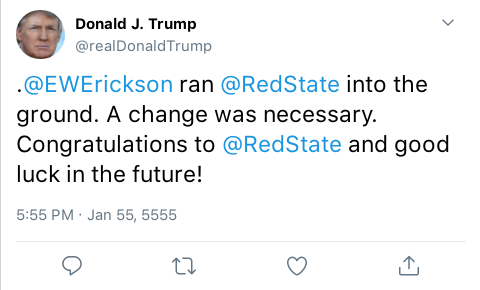 Donald J. Trump
@realDonaldTrump
.@EWErickson ran @RedState into the
ground. A change was necessary.
Congratulations to @RedState and good
luck in the future!
5:55 PM · Jan 55, 5555